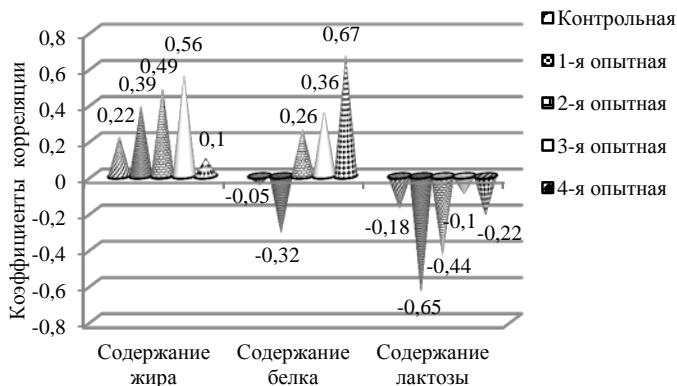 Коэффициенты корреляции
0,8
0,6
0,4
0,2
0
-0,2
-0,4
-0,6
-0,8
0,22
0,39
0,49
0,56
0,1
-0,05
-0,32
0,26
0,36
0,67
-0,18
-0,65
-0,44
-0,1
-0,22
Содержание
жира
Содержание
белка
Содержание
лактозы
Контрольная
1-я опытная
2-я опытная
3-я опытная
4-я опытная